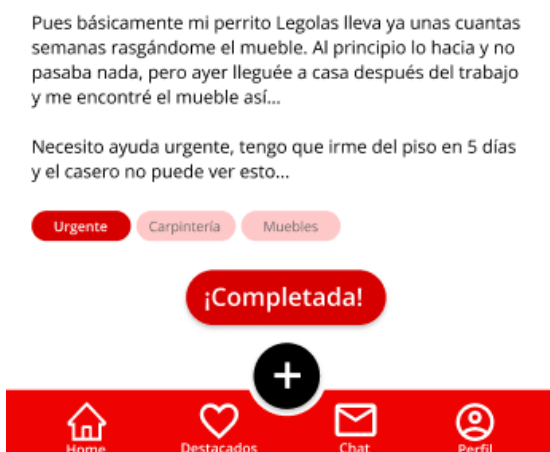 Pues básicamente mi perrito Legolas lleva ya unas cuantas
semanas rasgándome el mueble. Al principio lo hacia y no
pasaba nada, pero ayer lleguée a casa después del trabajo
y me encontré el mueble así...
Necesito ayuda urgente, tengo que irme del piso en 5 días
y el casero no puede ver esto...
Urgente Carpintería Muebles
¡Completada!
+
Home Destacados Chat Perfil